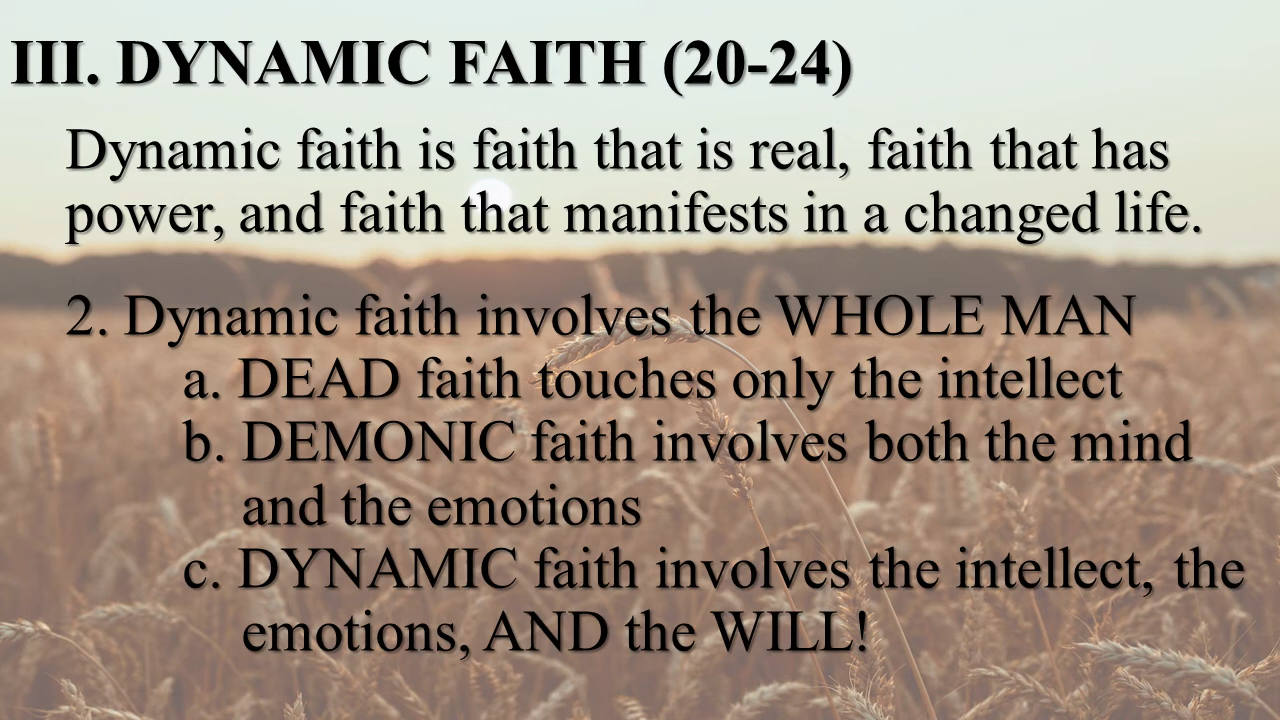 III. DYNAMIC FAITH (20-24)
Dynamic faith is faith that is real, faith that has
power, and faith that manifests in a changed life.
2. Dynamic faith involves the WHOLE MAN
a. DEAD faith touches only the intellect
b. DEMONIC faith involves both the mind
and the emotions
c. DYNAMIC faith involves the intellect, the
emotions, AND the WILL!